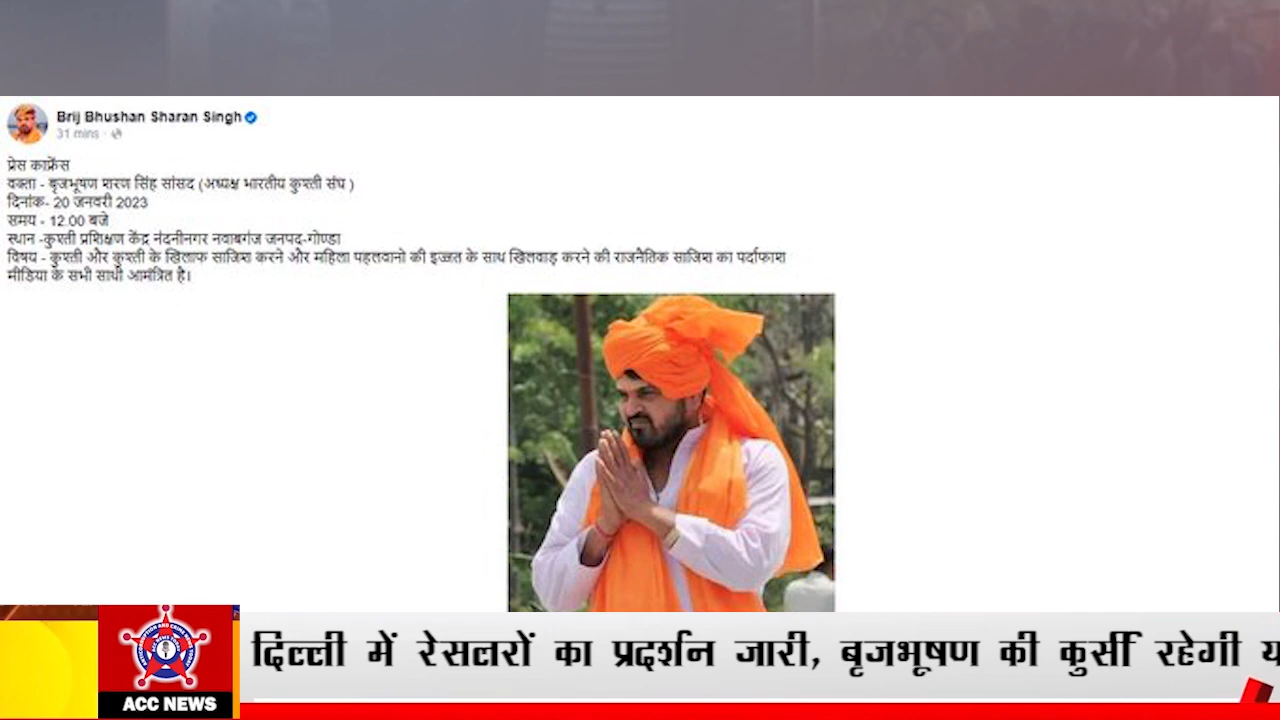 Brij Bhushan Sharan Singh
31 mins ·
प्रेस कांफ्रेंस
वक्ता - बृजभूषण शरण सिंह सांसद (अध्यक्ष भारतीय कुश्ती संघ )
दिनांक- 20 जनवरी 2023
समय - 12.00 बजे
स्थान -कुश्ती प्रशिक्षण केंद्र नंदनीनगर नवाबगंज जनपद-गोण्डा
विषय - कुश्ती और कुश्ती के खिलाफ साजिश करने और महिला पहलवानो की इज्जत के साथ खिलवाड़ करने की राजनैतिक साजिश का पर्दाफाश
मीडिया के सभी साथी आमंत्रित है।
दिल्ली में रेसलरों का प्रदर्शन जारी, बृजभूषण की कुर्सी रहेगी य
ACC NEWS